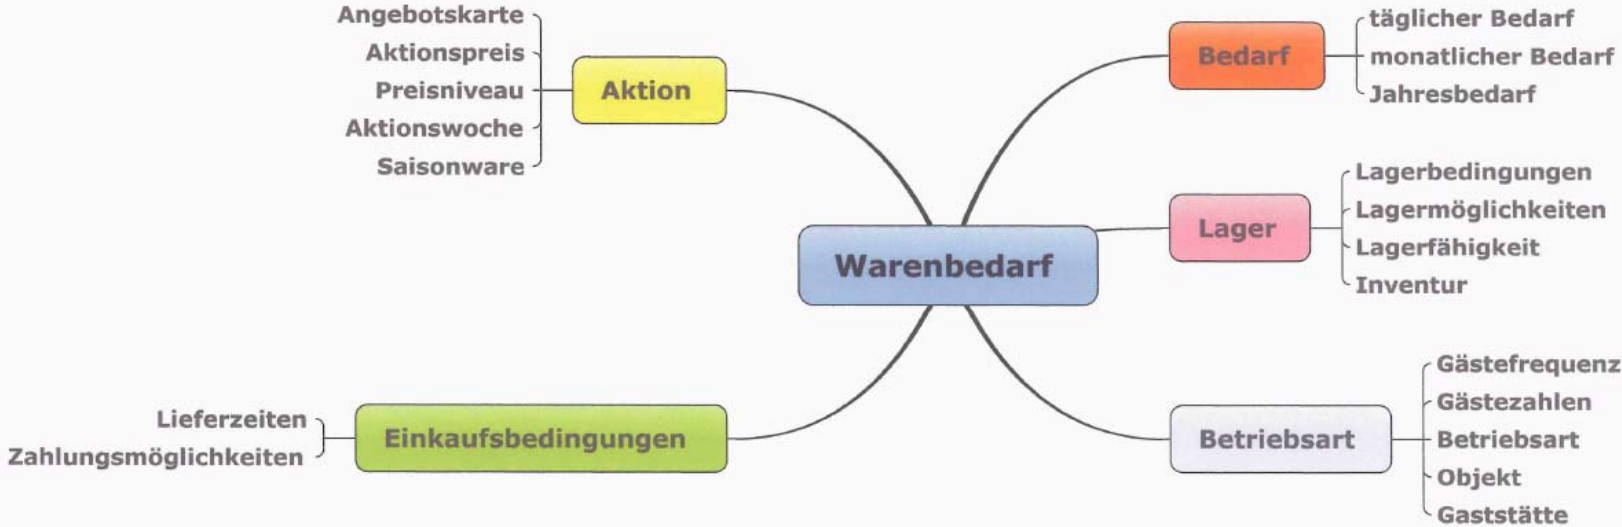 Angebotskarte
Aktionspreis
Preisniveau
Aktionswoche
Saisonware
Aktion
Bedarf
täglicher Bedarf
monatlicher Bedarf
Jahresbedarf
Lager
Lagerbedingungen
Lagermöglichkeiten
Lagerfähigkeit
Inventur
Warenbedarf
Lieferzeiten
Zahlungsmöglichkeiten
Einkaufsbedingungen
Betriebsart
Gästefrequenz
Gästezahlen
Betriebsart
Objekt
Gaststätte